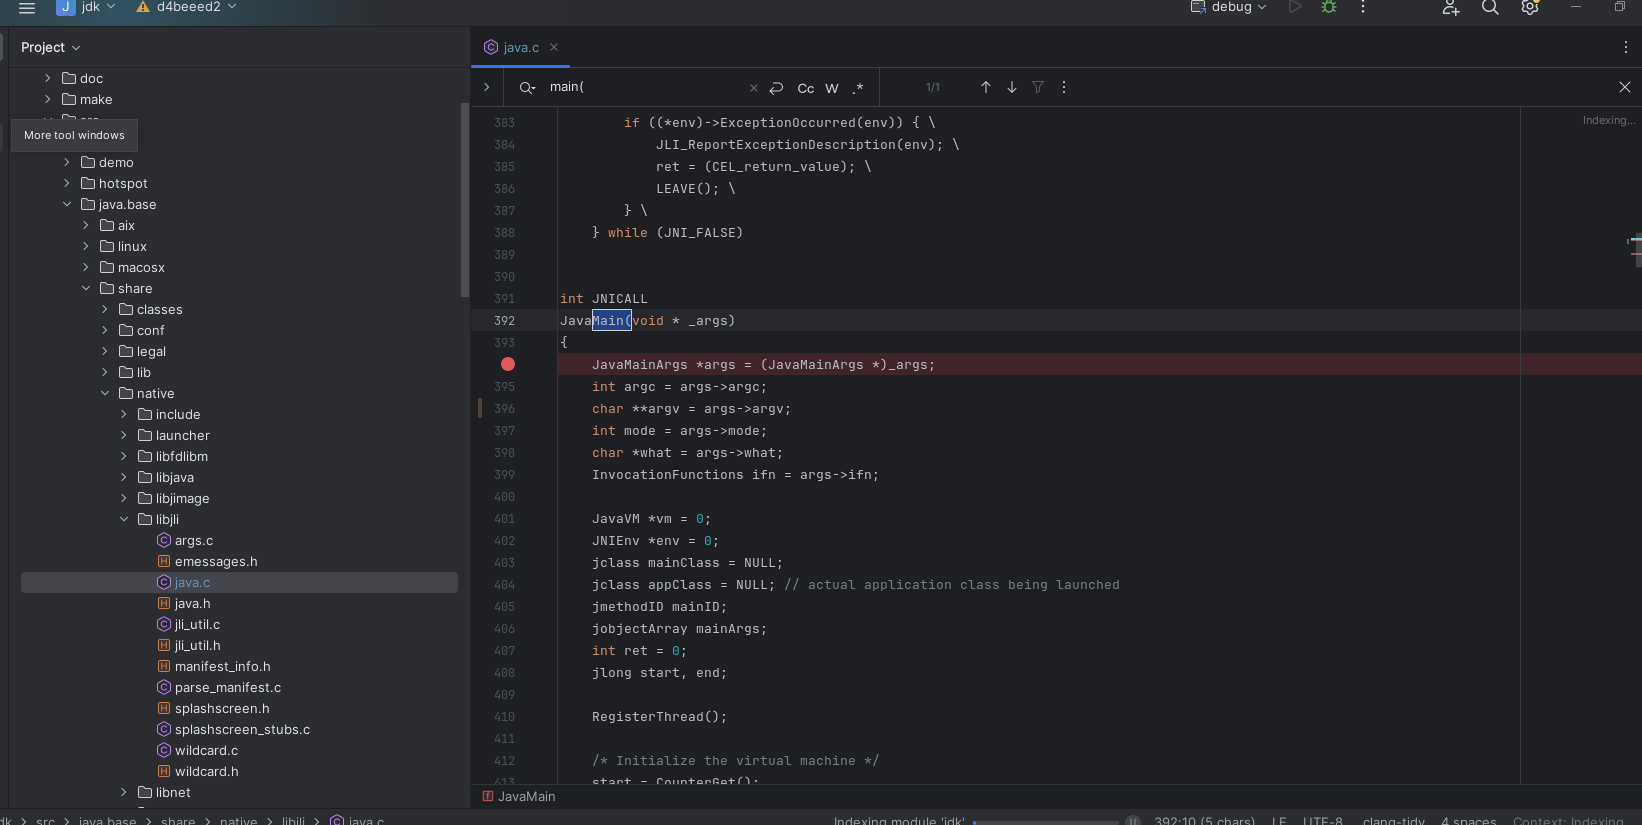 J jdk d4beeed2 debug
Project
java.c
doc
make
More tool windows
demo
hotspot
java.base
aix
linux
macosx
share
classes
conf
legal
lib
native
include
launcher
libfdlibm
libjava
libjimage
libjli
args.c
emessages.h
java.c
java.h
jli_util.c
jli_util.h
manifest_info.h
parse_manifest.c
splashscreen.h
splashscreen_stubs.c
wildcard.c
wildcard.h
libnet
main( Cc W .* 1/1
Indexing...
383 if ((*env)->ExceptionOccurred(env)) { \
384 JLI_ReportExceptionDescription(env); \
385 ret = (CEL_return_value); \
386 LEAVE(); \
387 } \
388 } while (JNI_FALSE)
389
390
391 int JNICALL
392 JavaMain(void * _args)
393 {
JavaMainArgs *args = (JavaMainArgs *)_args;
395 int argc = args->argc;
396 char **argv = args->argv;
397 int mode = args->mode;
398 char *what = args->what;
399 InvocationFunctions ifn = args->ifn;
400
401 JavaVM *vm = 0;
402 JNIEnv *env = 0;
403 jclass mainClass = NULL;
404 jclass appClass = NULL; // actual application class being launched
405 jmethodID mainID;
406 jobjectArray mainArgs;
407 int ret = 0;
408 jlong start, end;
409
410 RegisterThread();
411
412 /* Initialize the virtual machine */
413 start = CounterGet();
JavaMain
jdk > src > java.base > share > native > libjli > java.c
Indexing module 'jdk' 392:10 (5 chars) LF UTF-8 clang-tidy 4 spaces Context: Indexing